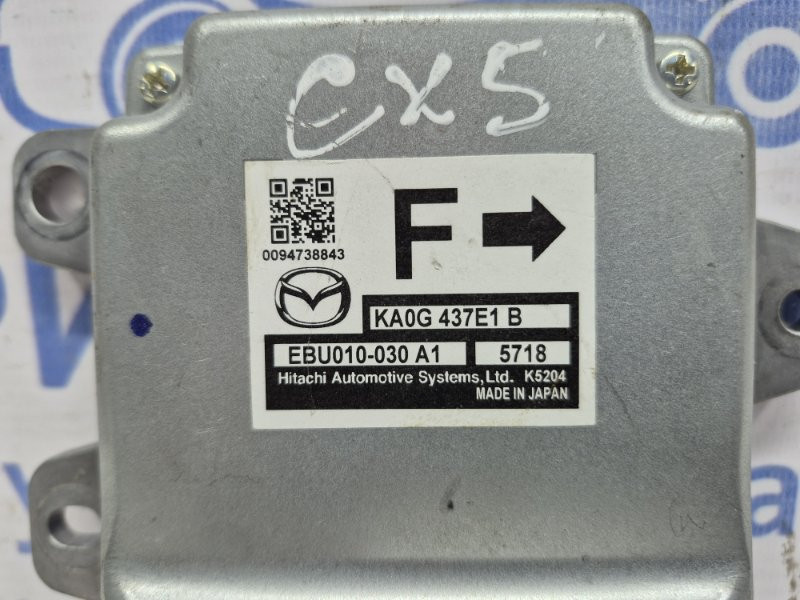 CX5
F
0094738843
KA0G 437E1 B
EBU010-030 A1 5718
Hitachi Automotive Systems,Ltd. K5204
MADE IN JAPAN